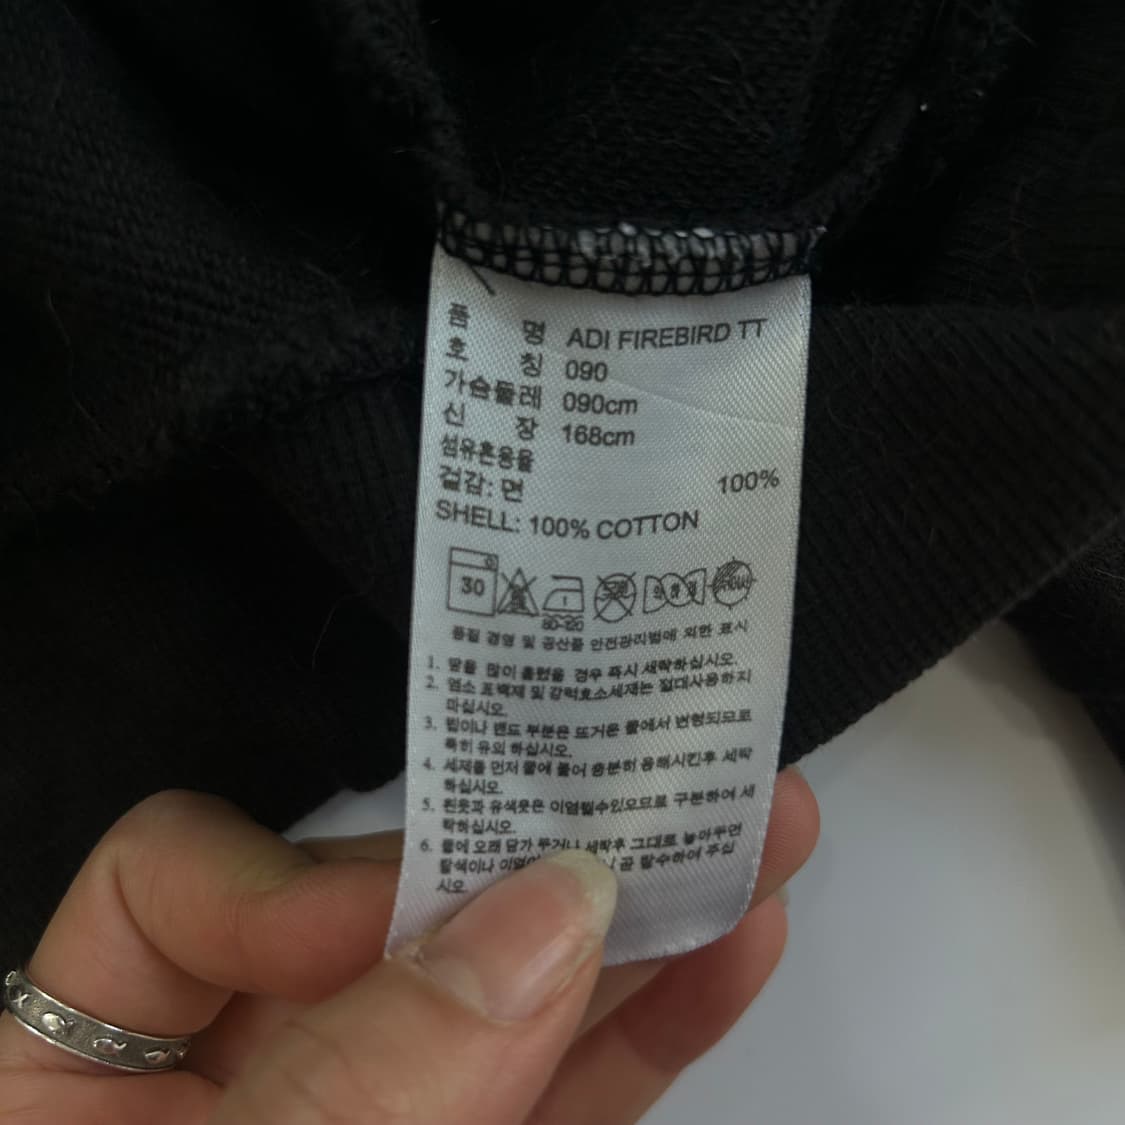 품 명 ADI FIREBIRD TT
호 칭 090
가슴둘레 090cm
신 장 168cm
섬유혼용율
겉감: 면 100%
SHELL: 100% COTTON
30
80-120
품질 경영 및 공산품 안전관리법에 의한 표시
1. 땀을 많이 흘렸을 경우 즉시 세탁하십시오.
2. 염소 표백제 및 강력효소세제는 절대사용하지
마십시오.
3. 립이나 밴드 부분은 뜨거운 물에서 변형되므로
특히 유의 하십시오.
4. 세제를 먼저 물에 풀어 충분히 용해시킨후 세탁
하십시오.
5. 흰옷과 유색옷은 이염될수있으므로 구분하여 세
탁하십시오.
6. 물에 오래 담가 두거나 세탁후 그대로 놓아두면
탈색이나 곧 탈수하여 주십
시오